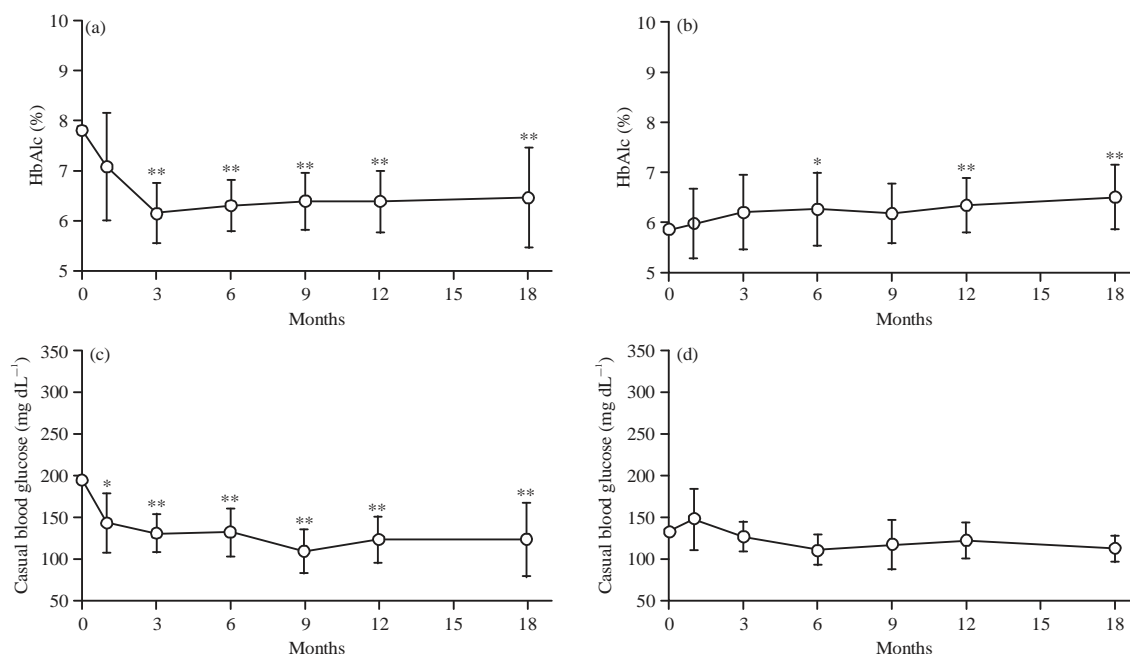 (a)
10
9
8
7
6
5
HbAlc (%)
** ** ** ** **
0 3 6 9 12 15 18
Months
(b)
10
9
8
7
6
5
HbAlc (%)
* ** **
0 3 6 9 12 15 18
Months
(c)
350
300
250
200
150
100
50
Casual blood glucose (mg dL⁻¹)
* ** ** ** ** **
0 3 6 9 12 15 18
Months
(d)
350
300
250
200
150
100
50
Casual blood glucose (mg dL⁻¹)
0 3 6 9 12 15 18
Months